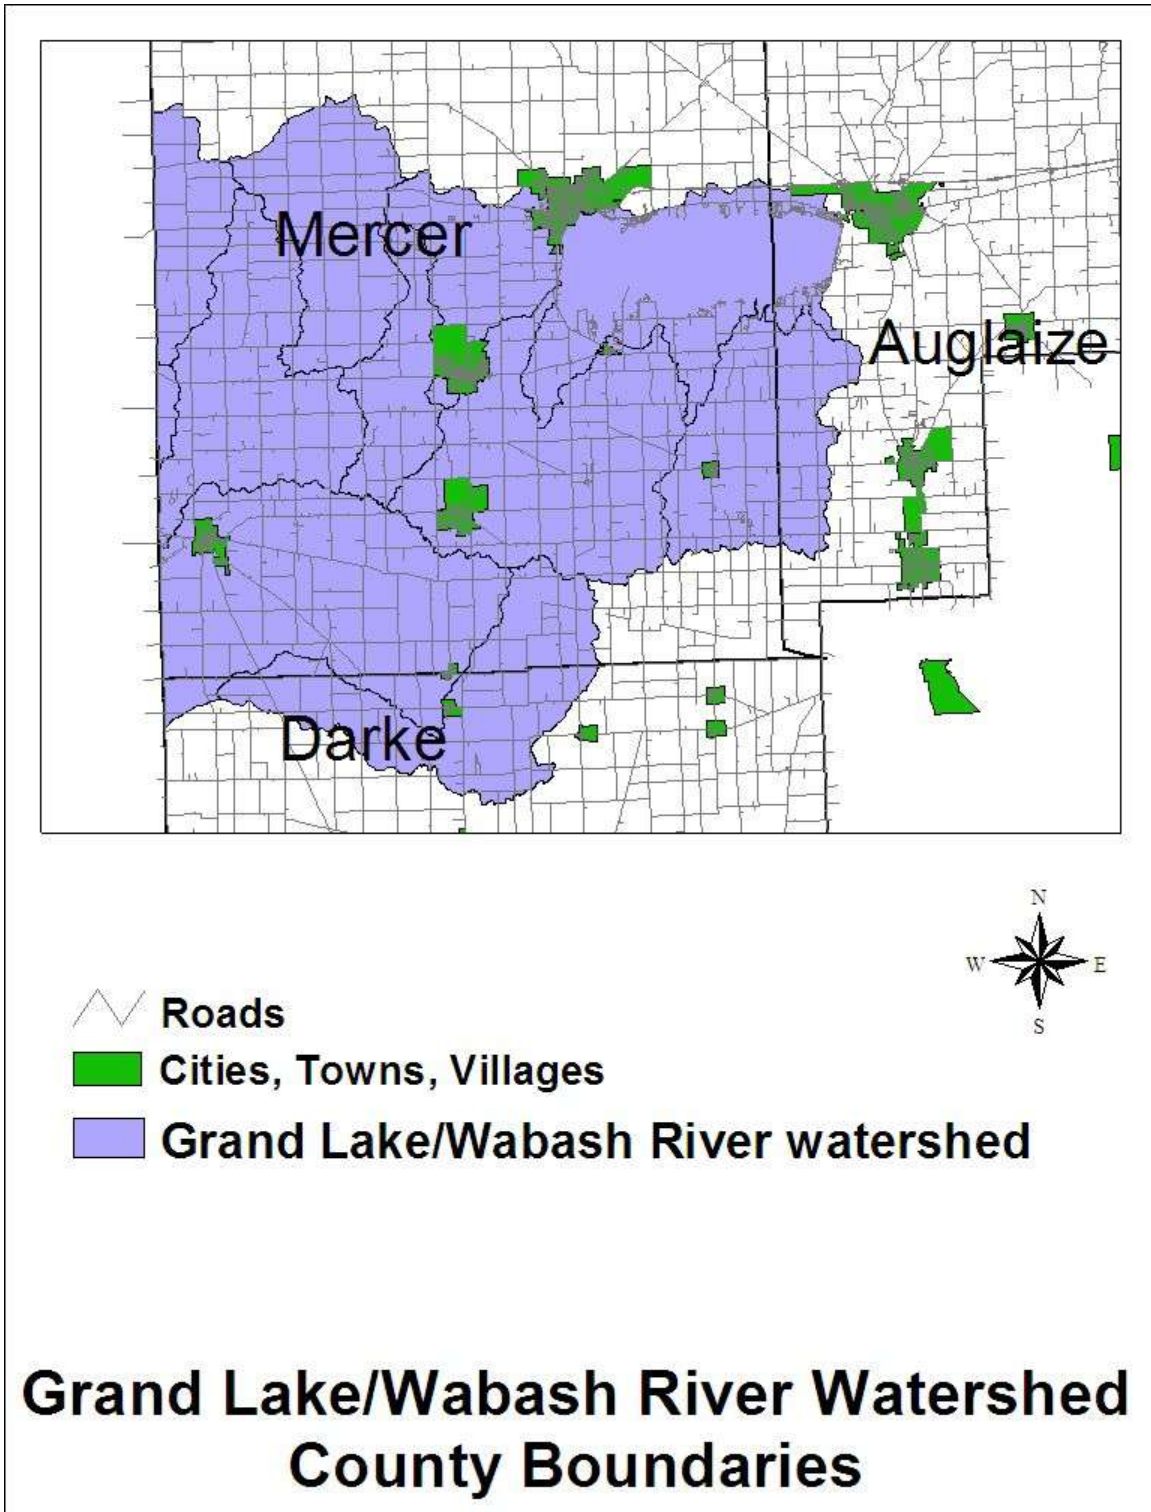 Mercer
Auglaize
Darke
N
W E
S
Roads
Cities, Towns, Villages
Grand Lake/Wabash River watershed
Grand Lake/Wabash River Watershed
County Boundaries